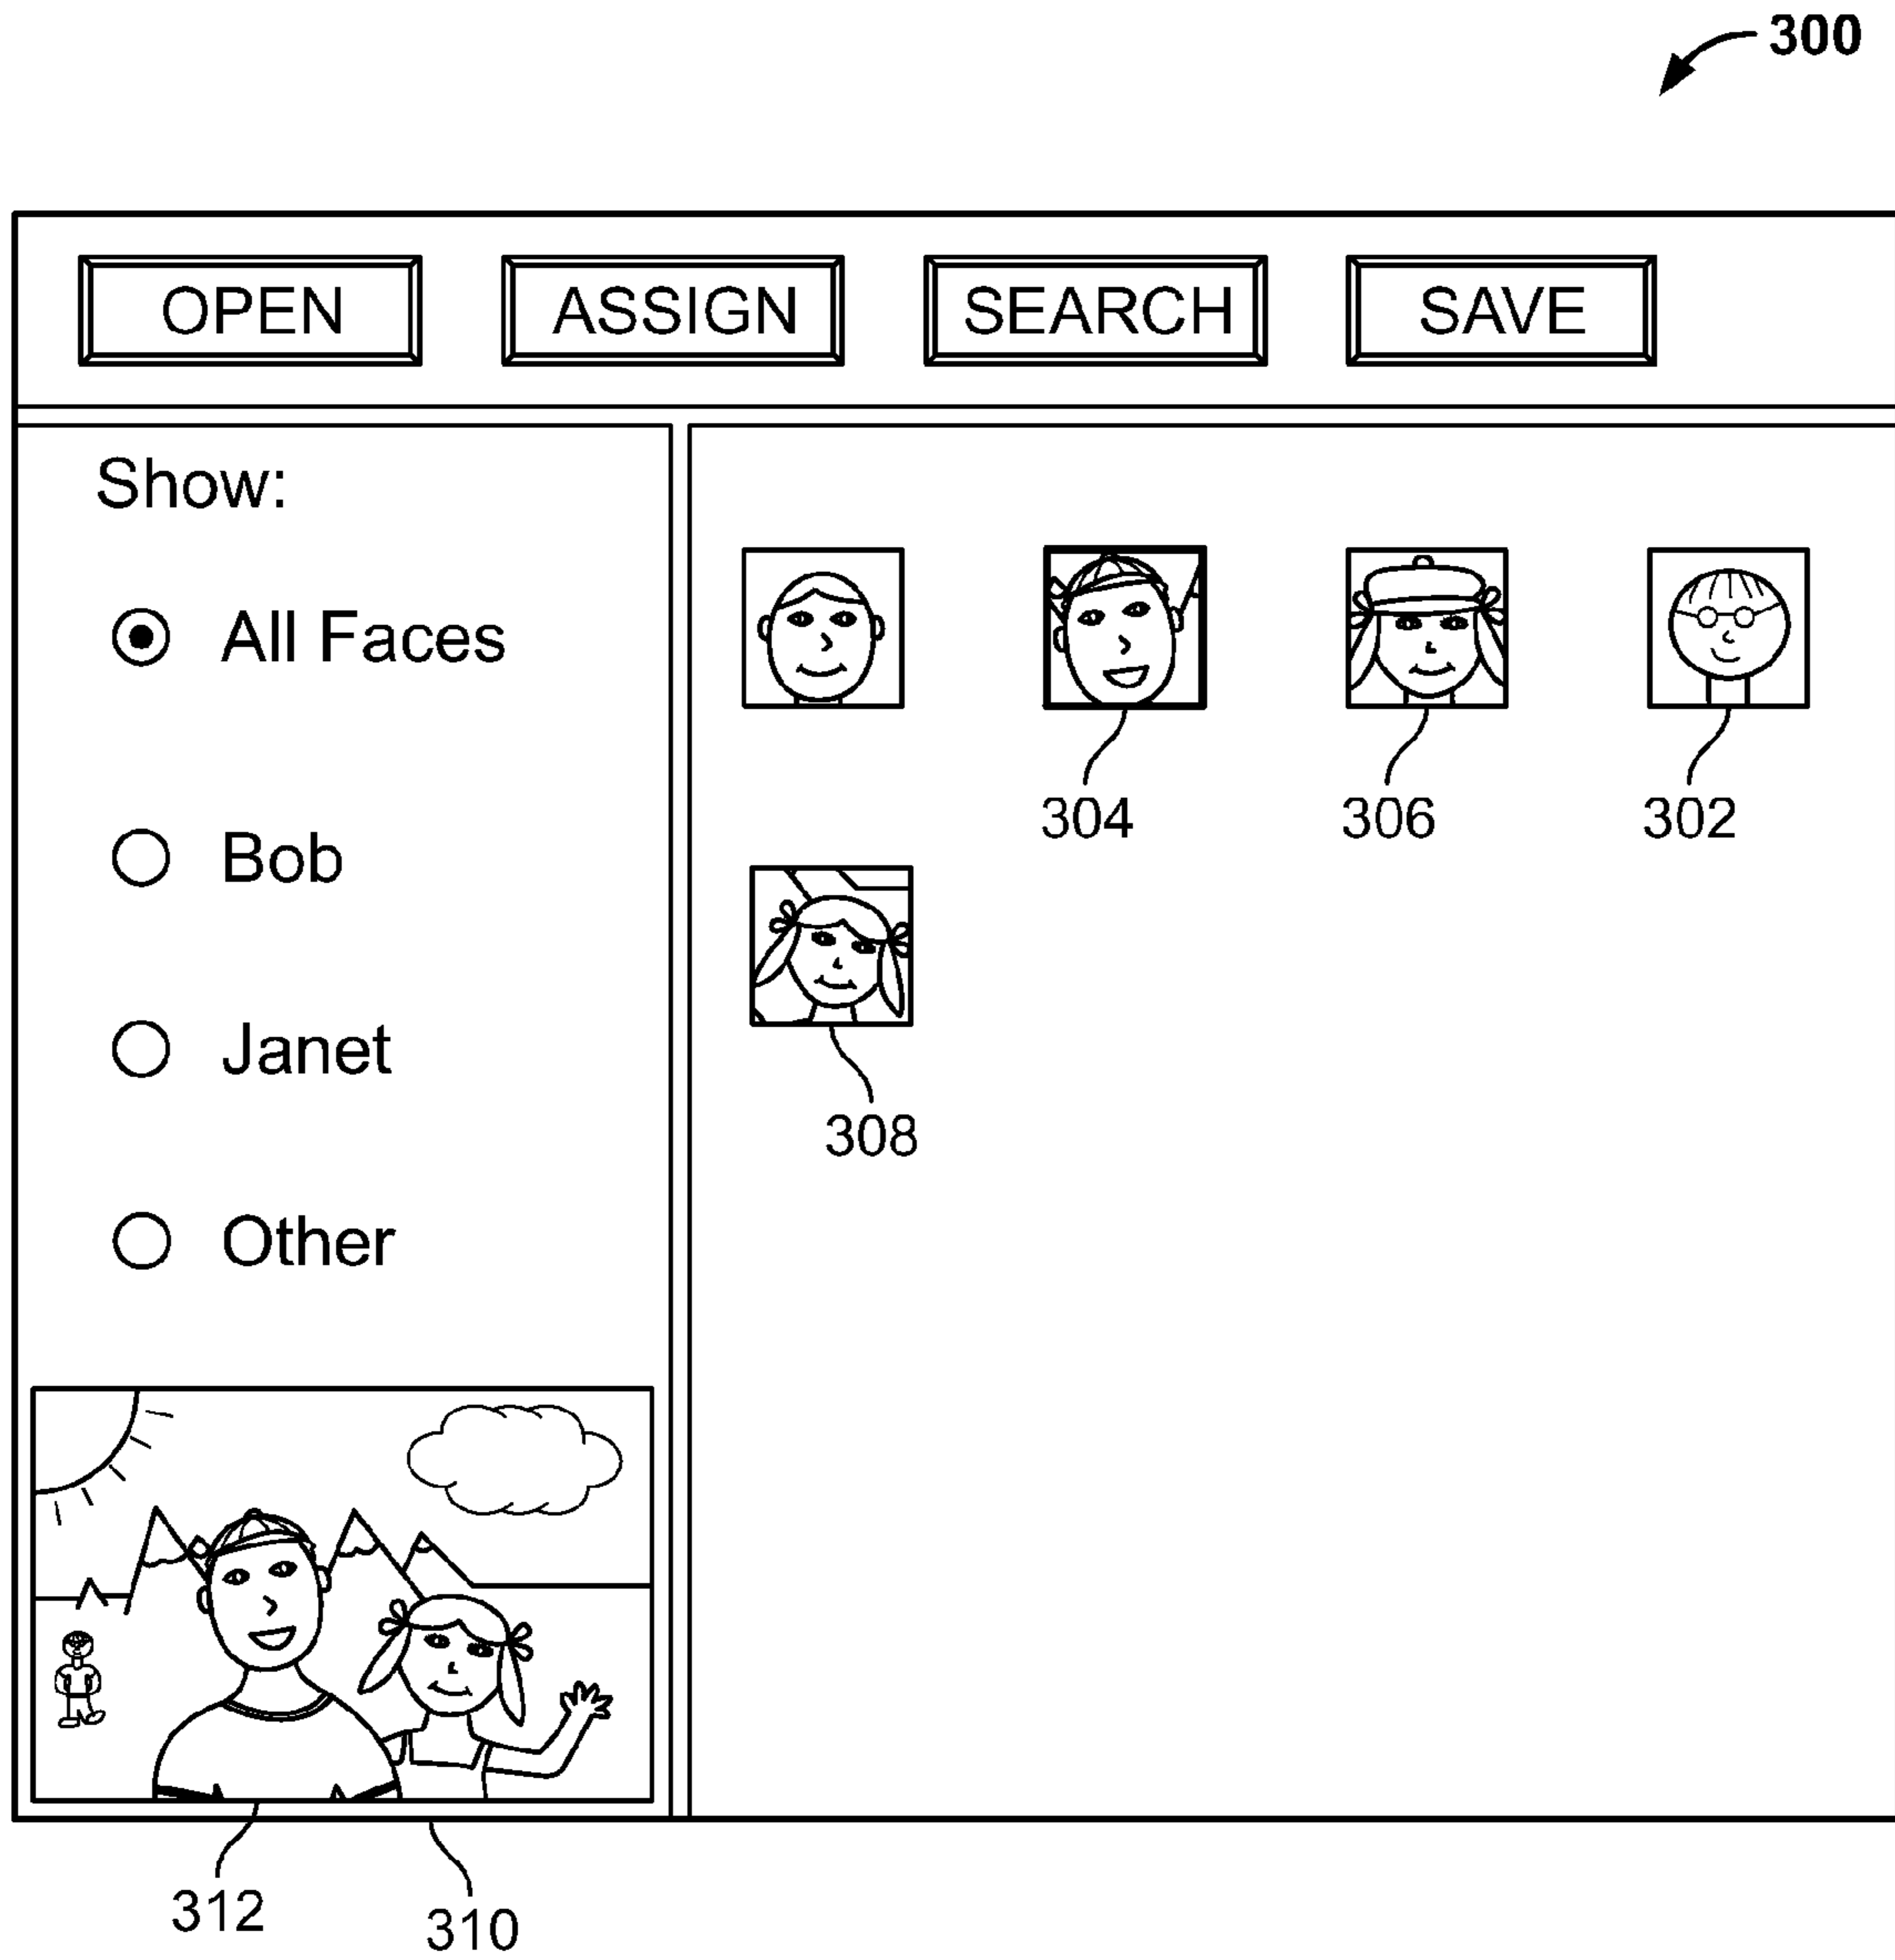 300
OPEN ASSIGN SEARCH SAVE
Show:
All Faces
Bob
Janet
Other
304 306 302
308
312 310